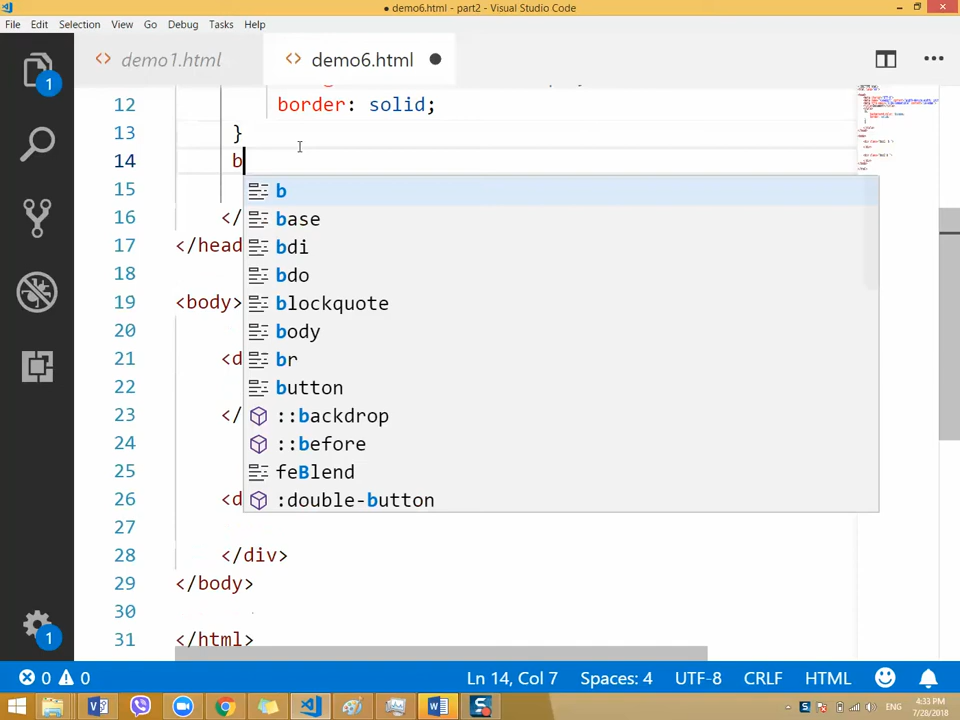 ● demo6.html - part2 - Visual Studio Code
File Edit Selection View Go Debug Tasks Help
<> demo1.html <> demo6.html ●
12 border: solid;
13 }
14 b
15
16 </
17 </head
18
19 <body>
20
21 <d
22
23 </
24
25
26 <d
27
28 </div>
29 </body>
30
31 </html>
b
base
bdi
bdo
blockquote
body
br
button
::backdrop
::before
feBlend
:double-button
1
1
0 0 Ln 14, Col 7 Spaces: 4 UTF-8 CRLF HTML
ENG 4:33 PM
7/28/2018